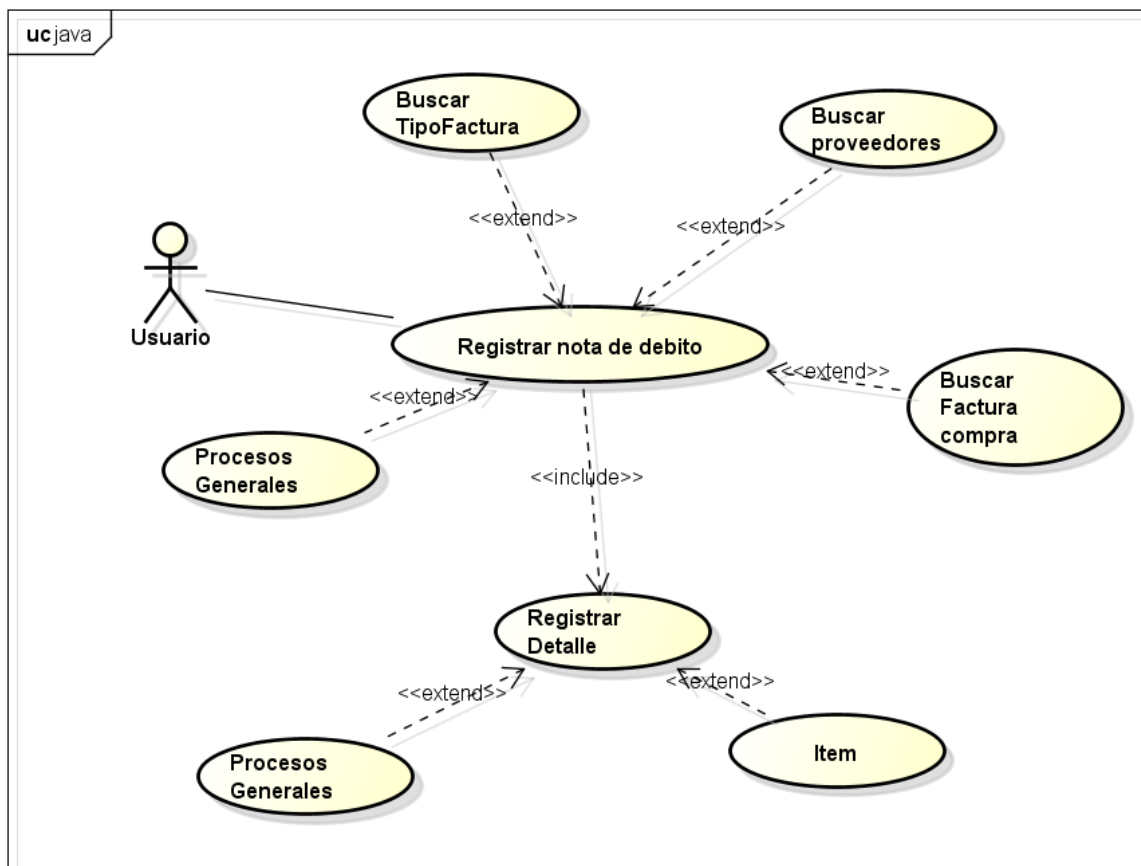 uc java
Buscar
TipoFactura
Buscar
proveedores
<<extend>>
<<extend>>
Usuario
Registrar nota de debito
<<extend>>
Buscar
Factura
compra
<<extend>>
Procesos
Generales
<<include>>
Registrar
Detalle
<<extend>>
<<extend>>
Procesos
Generales
Item